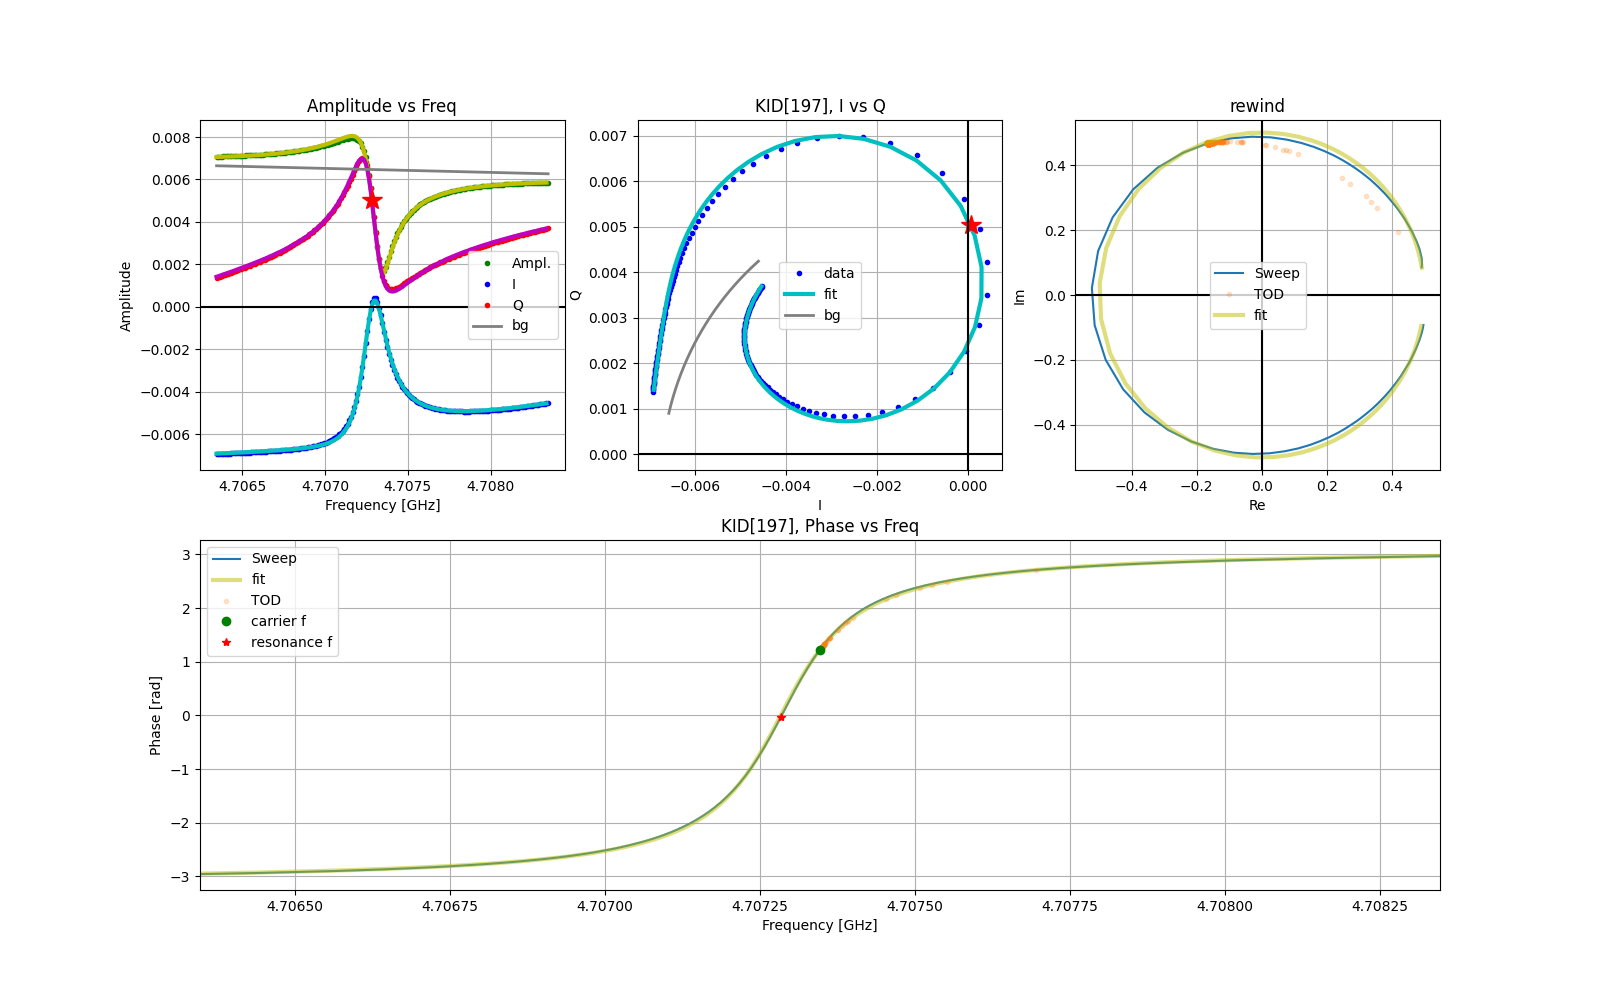 Amplitude vs Freq
KID[197], I vs Q
rewind
0.008
0.006
0.004
0.002
0.000
−0.002
−0.004
−0.006
Amplitude
4.7065
4.7070
4.7075
4.7080
Frequency [GHz]
Ampl.
I
Q
bg
0.007
0.006
0.005
0.004
0.003
0.002
0.001
0.000
Q
−0.006
−0.004
−0.002
0.000
I
data
fit
bg
0.4
0.2
0.0
−0.2
−0.4
Im
−0.4
−0.2
0.0
0.2
0.4
Re
Sweep
TOD
fit
KID[197], Phase vs Freq
3
2
1
0
−1
−2
−3
Phase [rad]
Sweep
fit
TOD
carrier f
resonance f
4.70650
4.70675
4.70700
4.70725
4.70750
4.70775
4.70800
4.70825
Frequency [GHz]